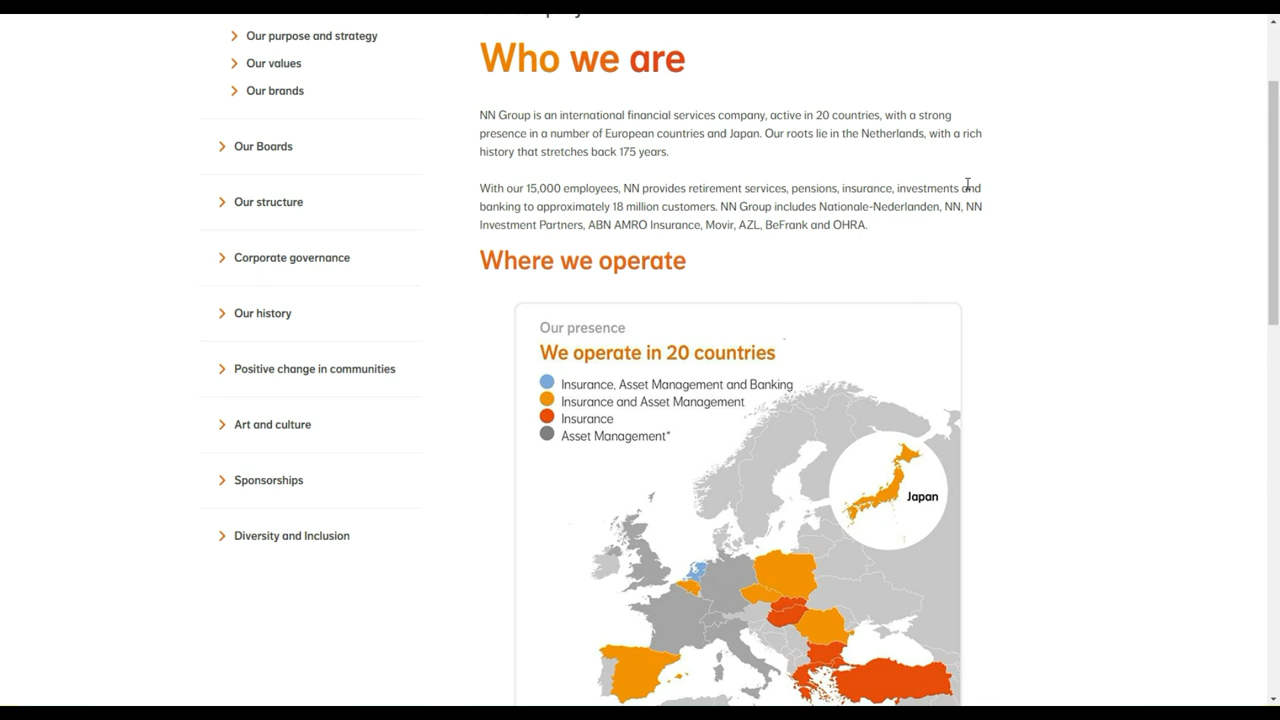 Our purpose and strategy
Our values
Our brands
Our Boards
Our structure
Corporate governance
Our history
Positive change in communities
Art and culture
Sponsorships
Diversity and Inclusion
Who we are
NN Group is an international financial services company, active in 20 countries, with a strong
presence in a number of European countries and Japan. Our roots lie in the Netherlands, with a rich
history that stretches back 175 years.
With our 15,000 employees, NN provides retirement services, pensions, insurance, investments and
banking to approximately 18 million customers. NN Group includes Nationale-Nederlanden, NN, NN
Investment Partners, ABN AMRO Insurance, Movir, AZL, BeFrank and OHRA.
Where we operate
Our presence
We operate in 20 countries
Insurance, Asset Management and Banking
Insurance and Asset Management
Insurance
Asset Management*
Japan